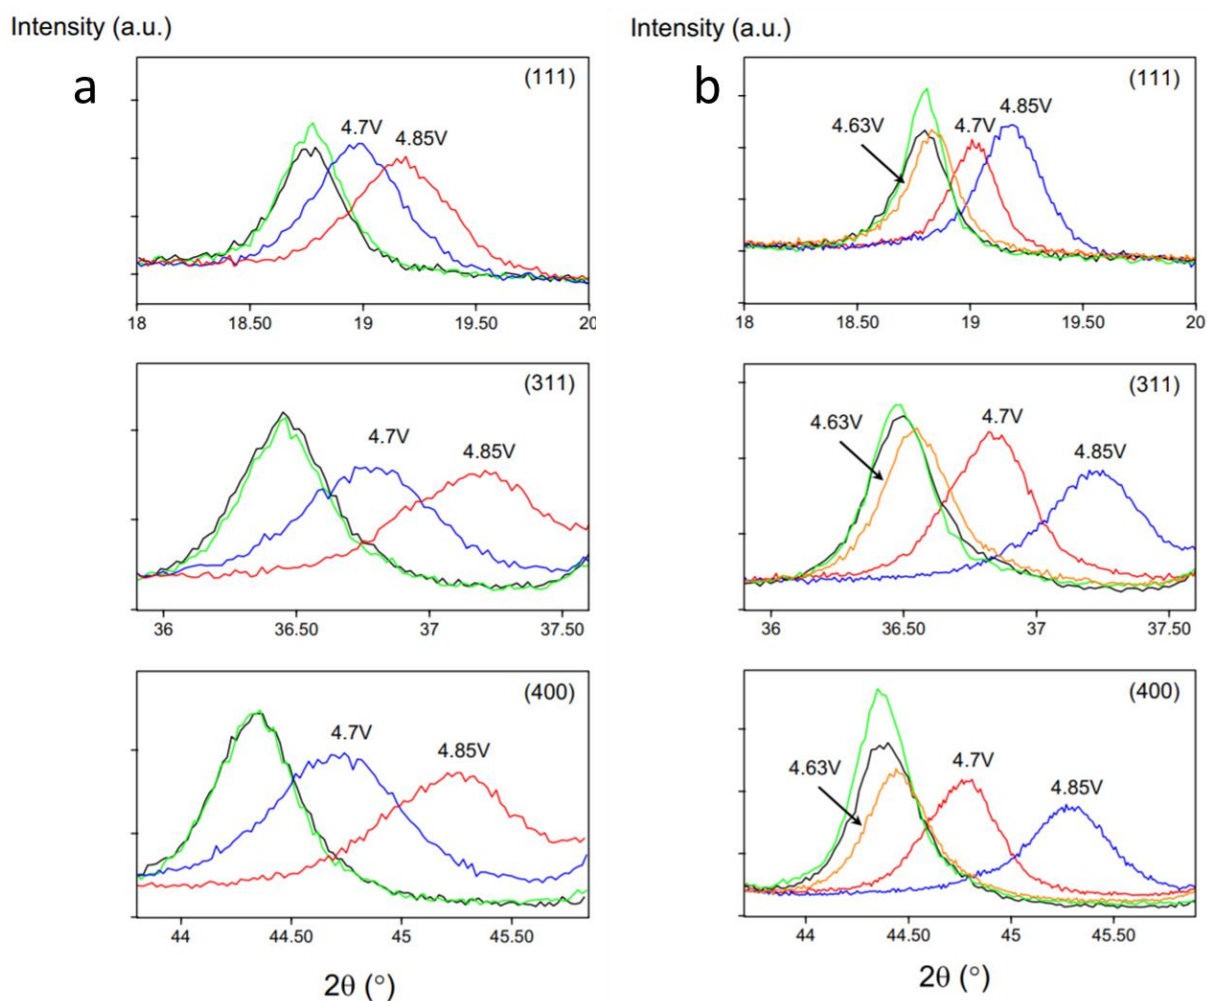 Intensity (a.u.)
Intensity (a.u.)
a
(111)
4.7V
4.85V
18
18.50
19
19.50
20
b
(111)
4.63V
4.7V
4.85V
18
18.50
19
19.50
20
(311)
4.7V
4.85V
36
36.50
37
37.50
(311)
4.63V
4.7V
4.85V
36
36.50
37
37.50
(400)
4.7V
4.85V
44
44.50
45
45.50
2θ (°)
(400)
4.63V
4.7V
4.85V
44
44.50
45
45.50
2θ (°)